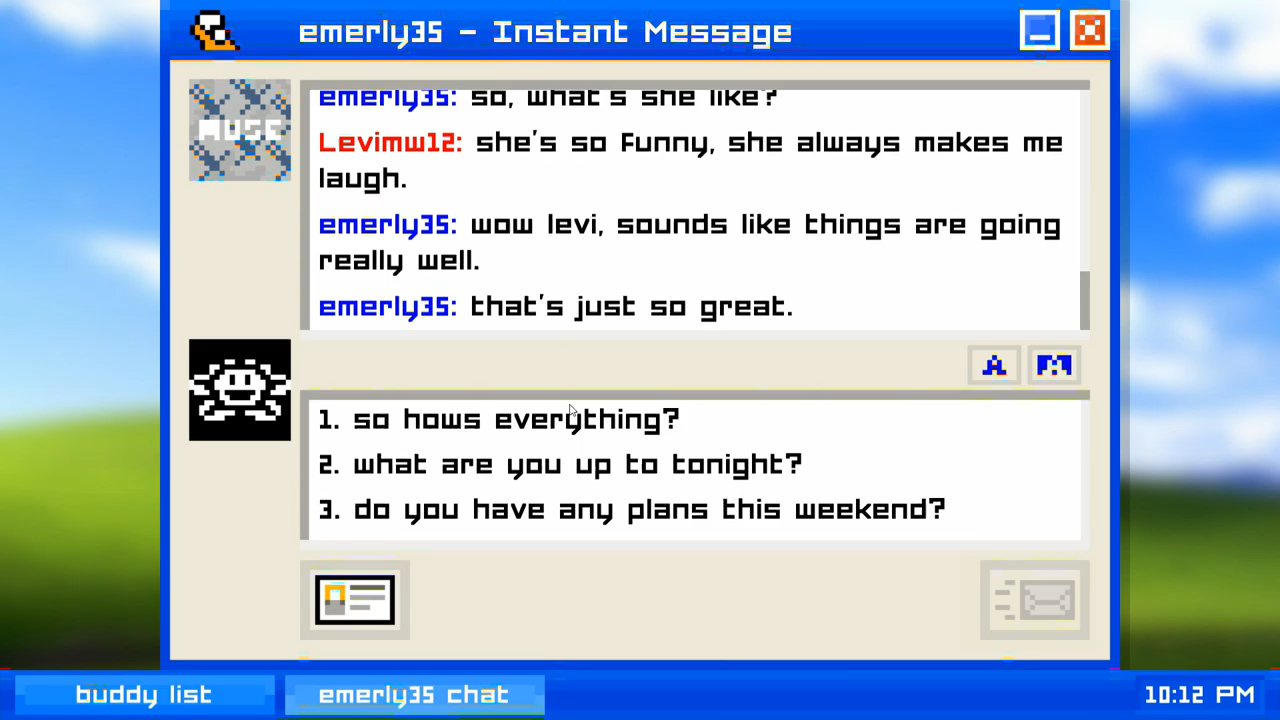 emerly35 - Instant Message
MUSE
emerly35: so, what's she like?
Levimw12: she's so funny, she always makes me
laugh.
emerly35: wow levi, sounds like things are going
really well.
emerly35: that's just so great.
A
1. so hows everything?
2. what are you up to tonight?
3. do you have any plans this weekend?
buddy list
emerly35 chat
10:12 PM